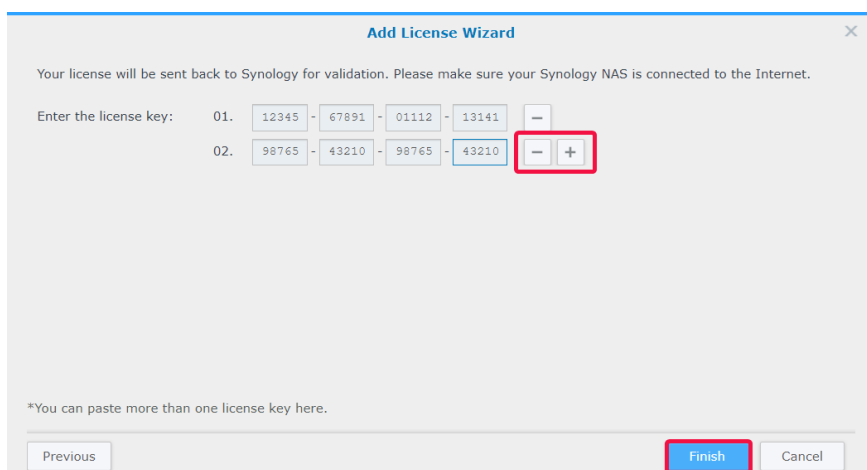 Add License Wizard
Your license will be sent back to Synology for validation. Please make sure your Synology NAS is connected to the Internet.
Enter the license key: 01. 12345 - 67891 - 01112 - 13141 −
02. 98765 - 43210 - 98765 - 43210 − +
*You can paste more than one license key here.
Previous Finish Cancel